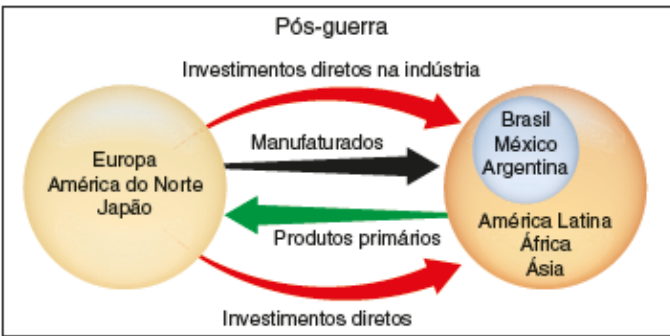 Pós-guerra
Investimentos diretos na indústria
Manufaturados
Europa
América do Norte
Japão
Brasil
México
Argentina
América Latina
África
Ásia
Produtos primários
Investimentos diretos